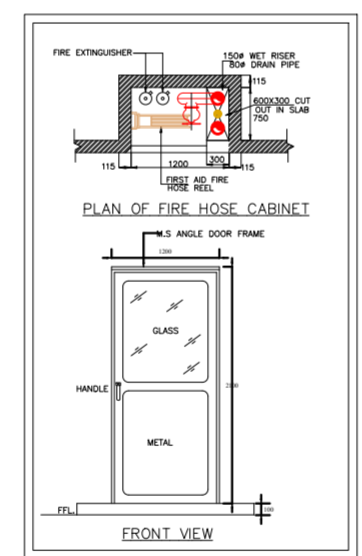 FIRE EXTINGUISHER
150ø WET RISER
80ø DRAIN PIPE
115
600X300 CUT
OUT IN SLAB
750
300
115
1200
115
FIRST AID FIRE
HOSE REEL
PLAN OF FIRE HOSE CABINET
M.S ANGLE DOOR FRAME
1200
GLASS
HANDLE
2100
METAL
FFL.
100
FRONT VIEW